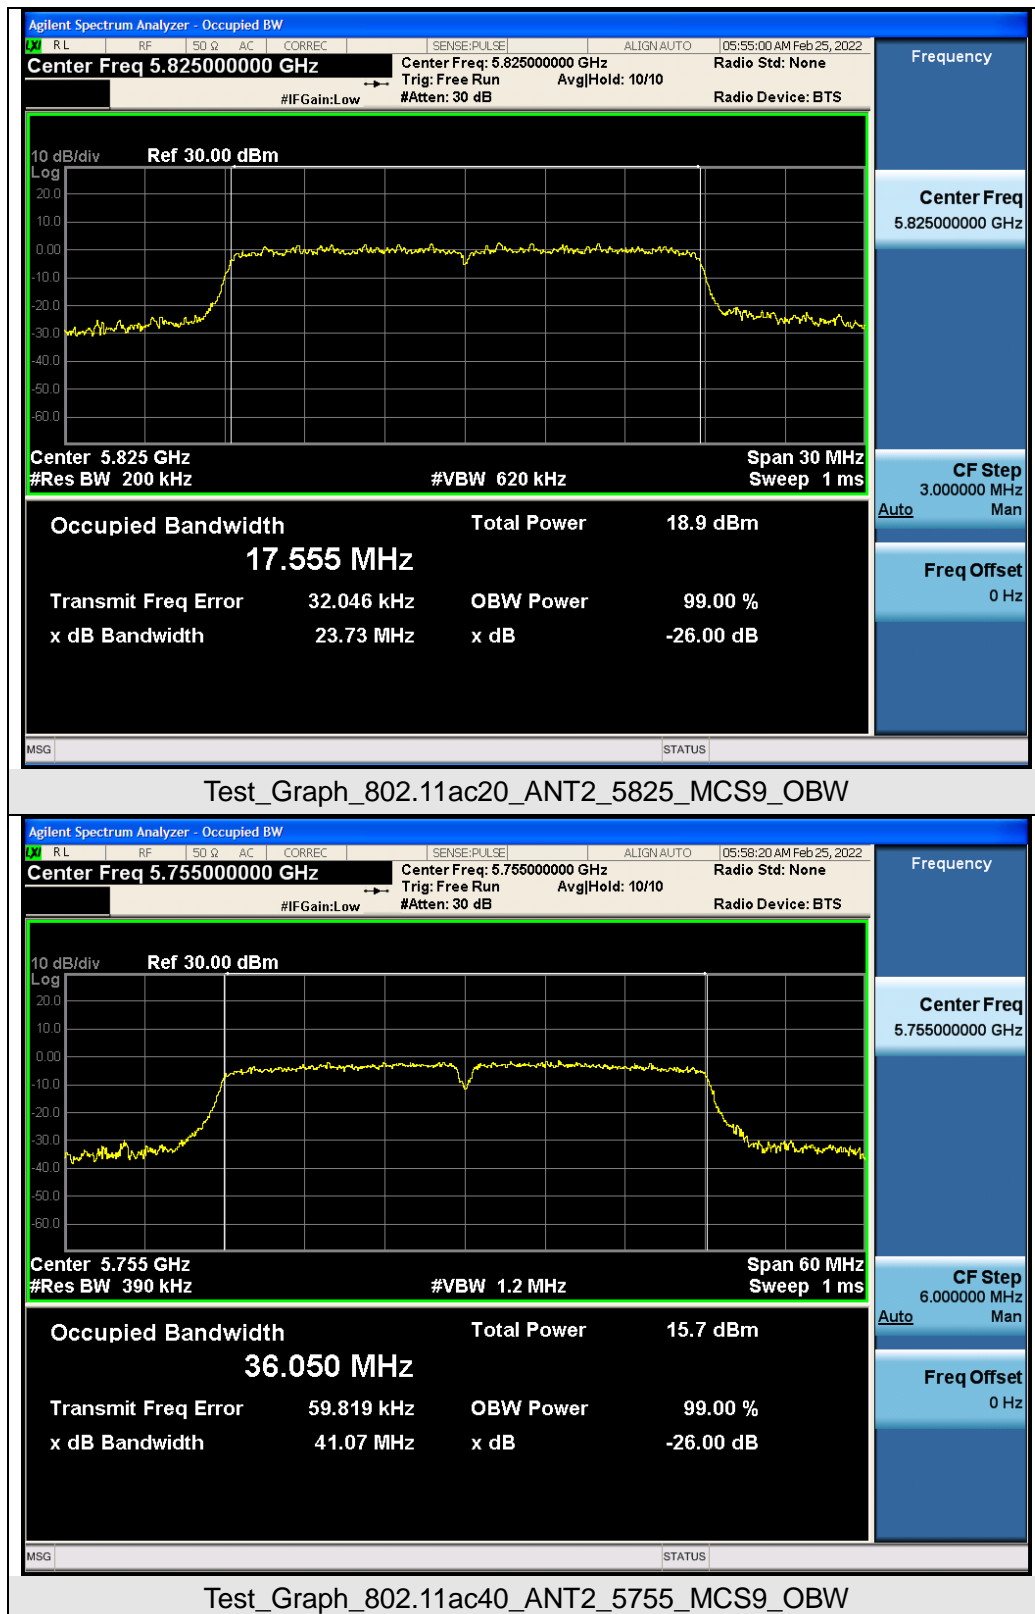 Agilent Spectrum Analyzer - Occupied BW
LXI RL RF 50 Ω AC CORREC SENSE:PULSE ALIGN AUTO 05:55:00 AM Feb 25, 2022
Center Freq 5.825000000 GHz Center Freq: 5.825000000 GHz Radio Std: None
Trig: Free Run Avg|Hold: 10/10
#IFGain:Low #Atten: 30 dB Radio Device: BTS
Frequency
10 dB/div Ref 30.00 dBm
Log
20.0
10.0
0.00
-10.0
-20.0
-30.0
-40.0
-50.0
-60.0
Center 5.825 GHz Span 30 MHz
#Res BW 200 kHz #VBW 620 kHz Sweep 1 ms
Center Freq
5.825000000 GHz
CF Step
3.000000 MHz
Auto Man
Freq Offset
0 Hz
Occupied Bandwidth Total Power 18.9 dBm
17.555 MHz
Transmit Freq Error 32.046 kHz OBW Power 99.00 %
x dB Bandwidth 23.73 MHz x dB -26.00 dB
MSG STATUS
Test_Graph_802.11ac20_ANT2_5825_MCS9_OBW
Agilent Spectrum Analyzer - Occupied BW
LXI RL RF 50 Ω AC CORREC SENSE:PULSE ALIGN AUTO 05:58:20 AM Feb 25, 2022
Center Freq 5.755000000 GHz Center Freq: 5.755000000 GHz Radio Std: None
Trig: Free Run Avg|Hold: 10/10
#IFGain:Low #Atten: 30 dB Radio Device: BTS
Frequency
10 dB/div Ref 30.00 dBm
Log
20.0
10.0
0.00
-10.0
-20.0
-30.0
-40.0
-50.0
-60.0
Center 5.755 GHz Span 60 MHz
#Res BW 390 kHz #VBW 1.2 MHz Sweep 1 ms
Center Freq
5.755000000 GHz
CF Step
6.000000 MHz
Auto Man
Freq Offset
0 Hz
Occupied Bandwidth Total Power 15.7 dBm
36.050 MHz
Transmit Freq Error 59.819 kHz OBW Power 99.00 %
x dB Bandwidth 41.07 MHz x dB -26.00 dB
MSG STATUS
Test_Graph_802.11ac40_ANT2_5755_MCS9_OBW